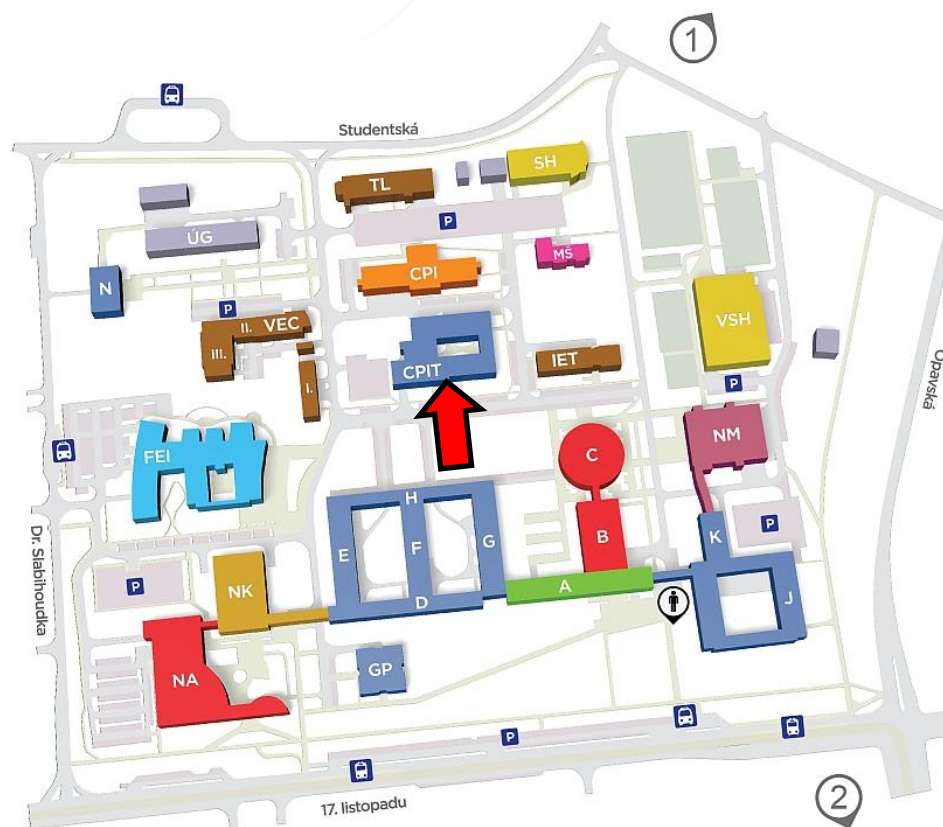 1
Studentská
SH
TL
P
ÚG
MŠ
CPI
N
P
II. VEC
III.
I.
CPIT
IET
VSH
P
Opavská
FEI
C
NM
H
E
F
G
B
K
P
Dr. Slabihoudka
P
NK
D
A
J
NA
GP
P
17. listopadu
2